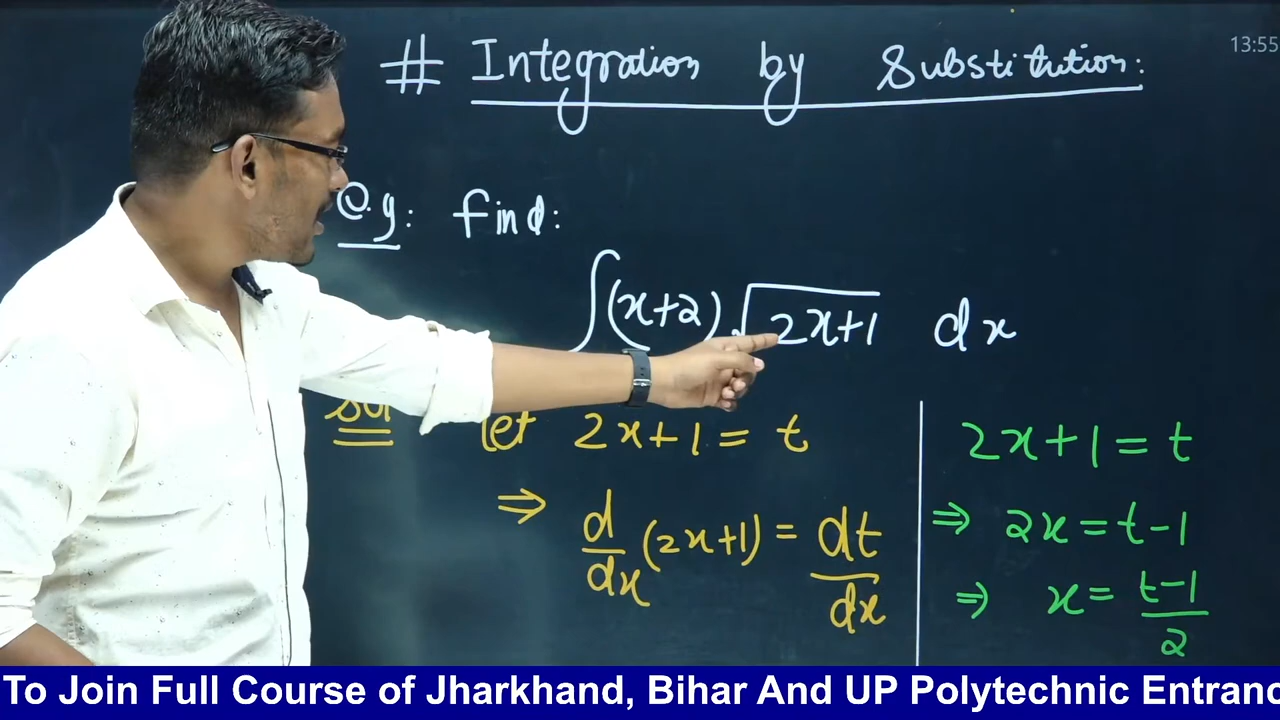 # Integration by Substitution:
13:55
e.g: find:
∫(x+2) √2x+1 dx
Sol
let 2x+1 = t
⇒ d/dx (2x+1) = dt/dx
2x+1 = t
⇒ 2x = t-1
⇒ x = t-1/2
To Join Full Course of Jharkhand, Bihar And UP Polytechnic Entranc